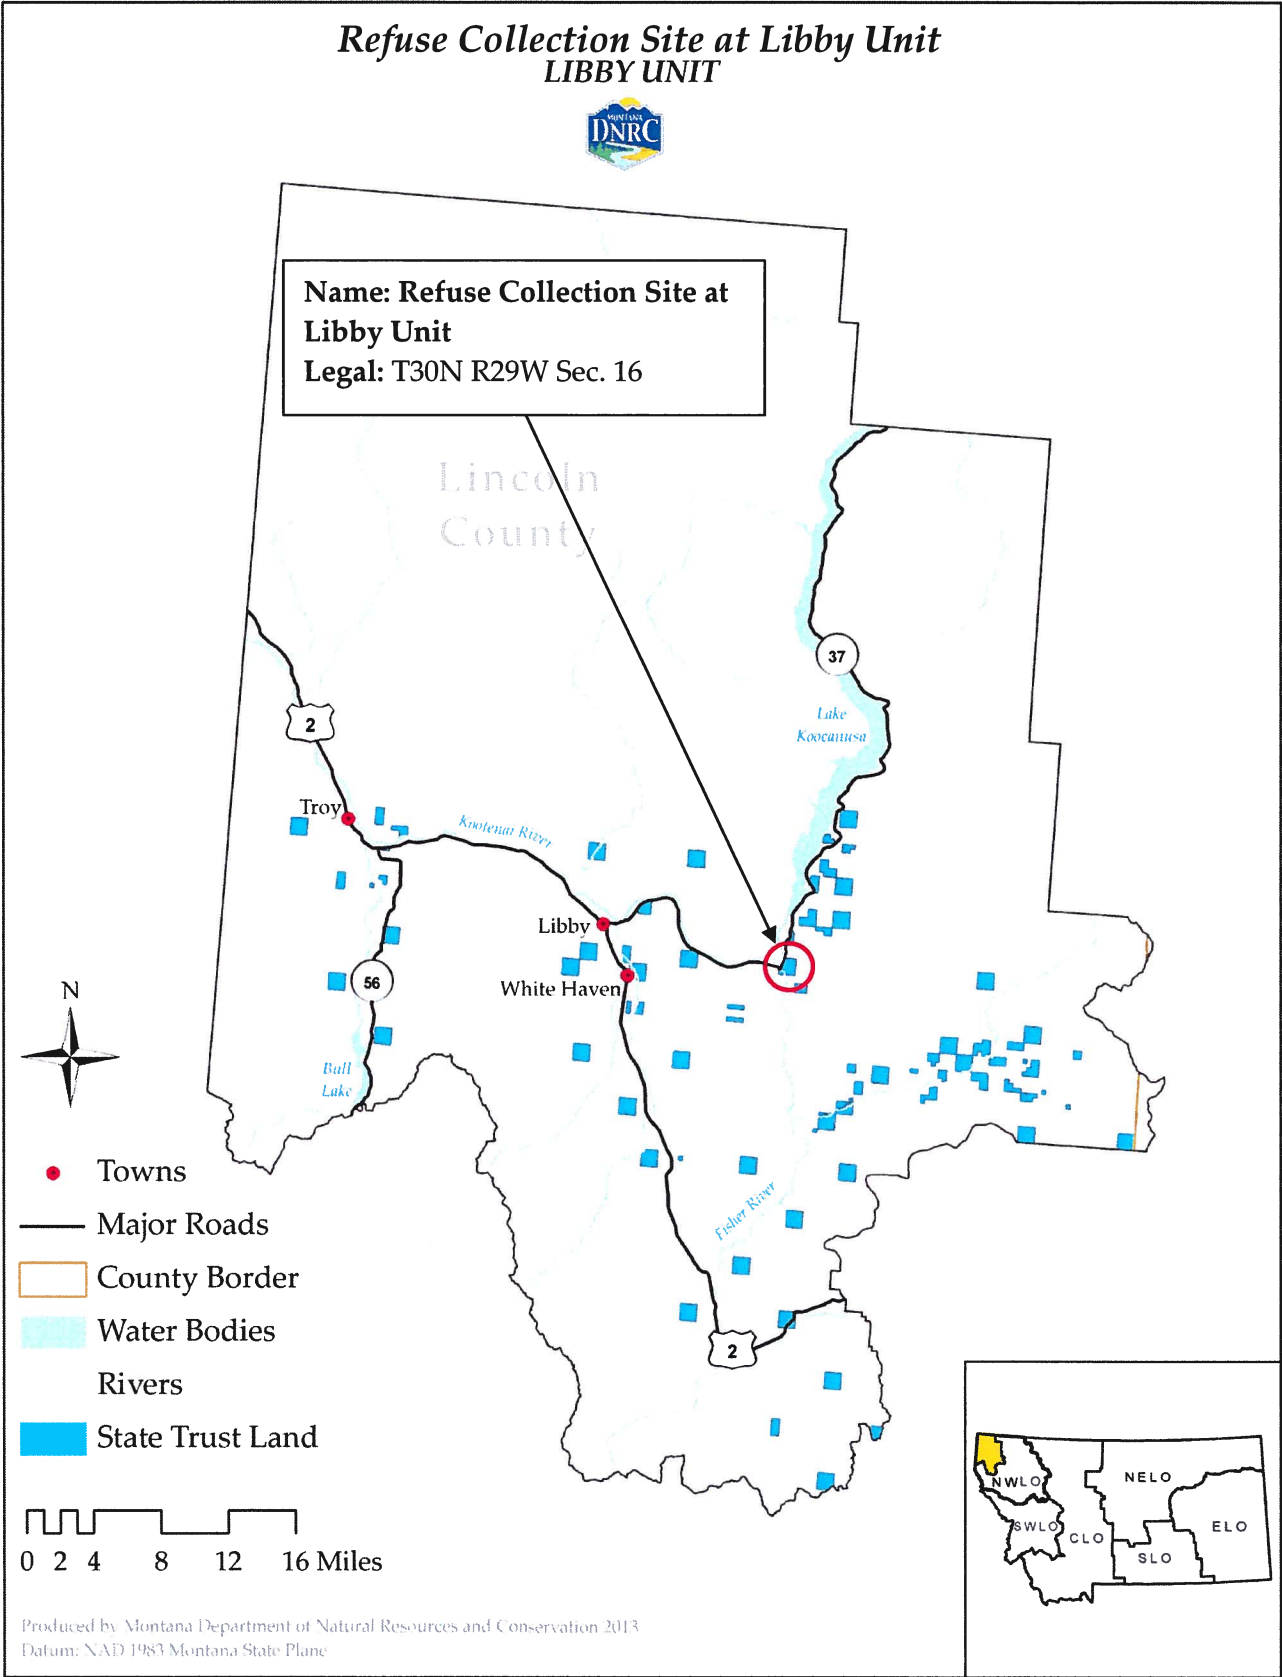 Refuse Collection Site at Libby Unit
LIBBY UNIT
MONTANA
DNRC
Name: Refuse Collection Site at
Libby Unit
Legal: T30N R29W Sec. 16
Lincoln
County
37
Lake
Koocanusa
2
Troy
Kootenai River
Libby
White Haven
56
N
Bull
Lake
Fisher River
2
Towns
Major Roads
County Border
Water Bodies
Rivers
State Trust Land
0 2 4 8 12 16 Miles
NWLO
NELO
SWLO
CLO
ELO
SLO
Produced by Montana Department of Natural Resources and Conservation 2013
Datum: NAD 1983 Montana State Plane